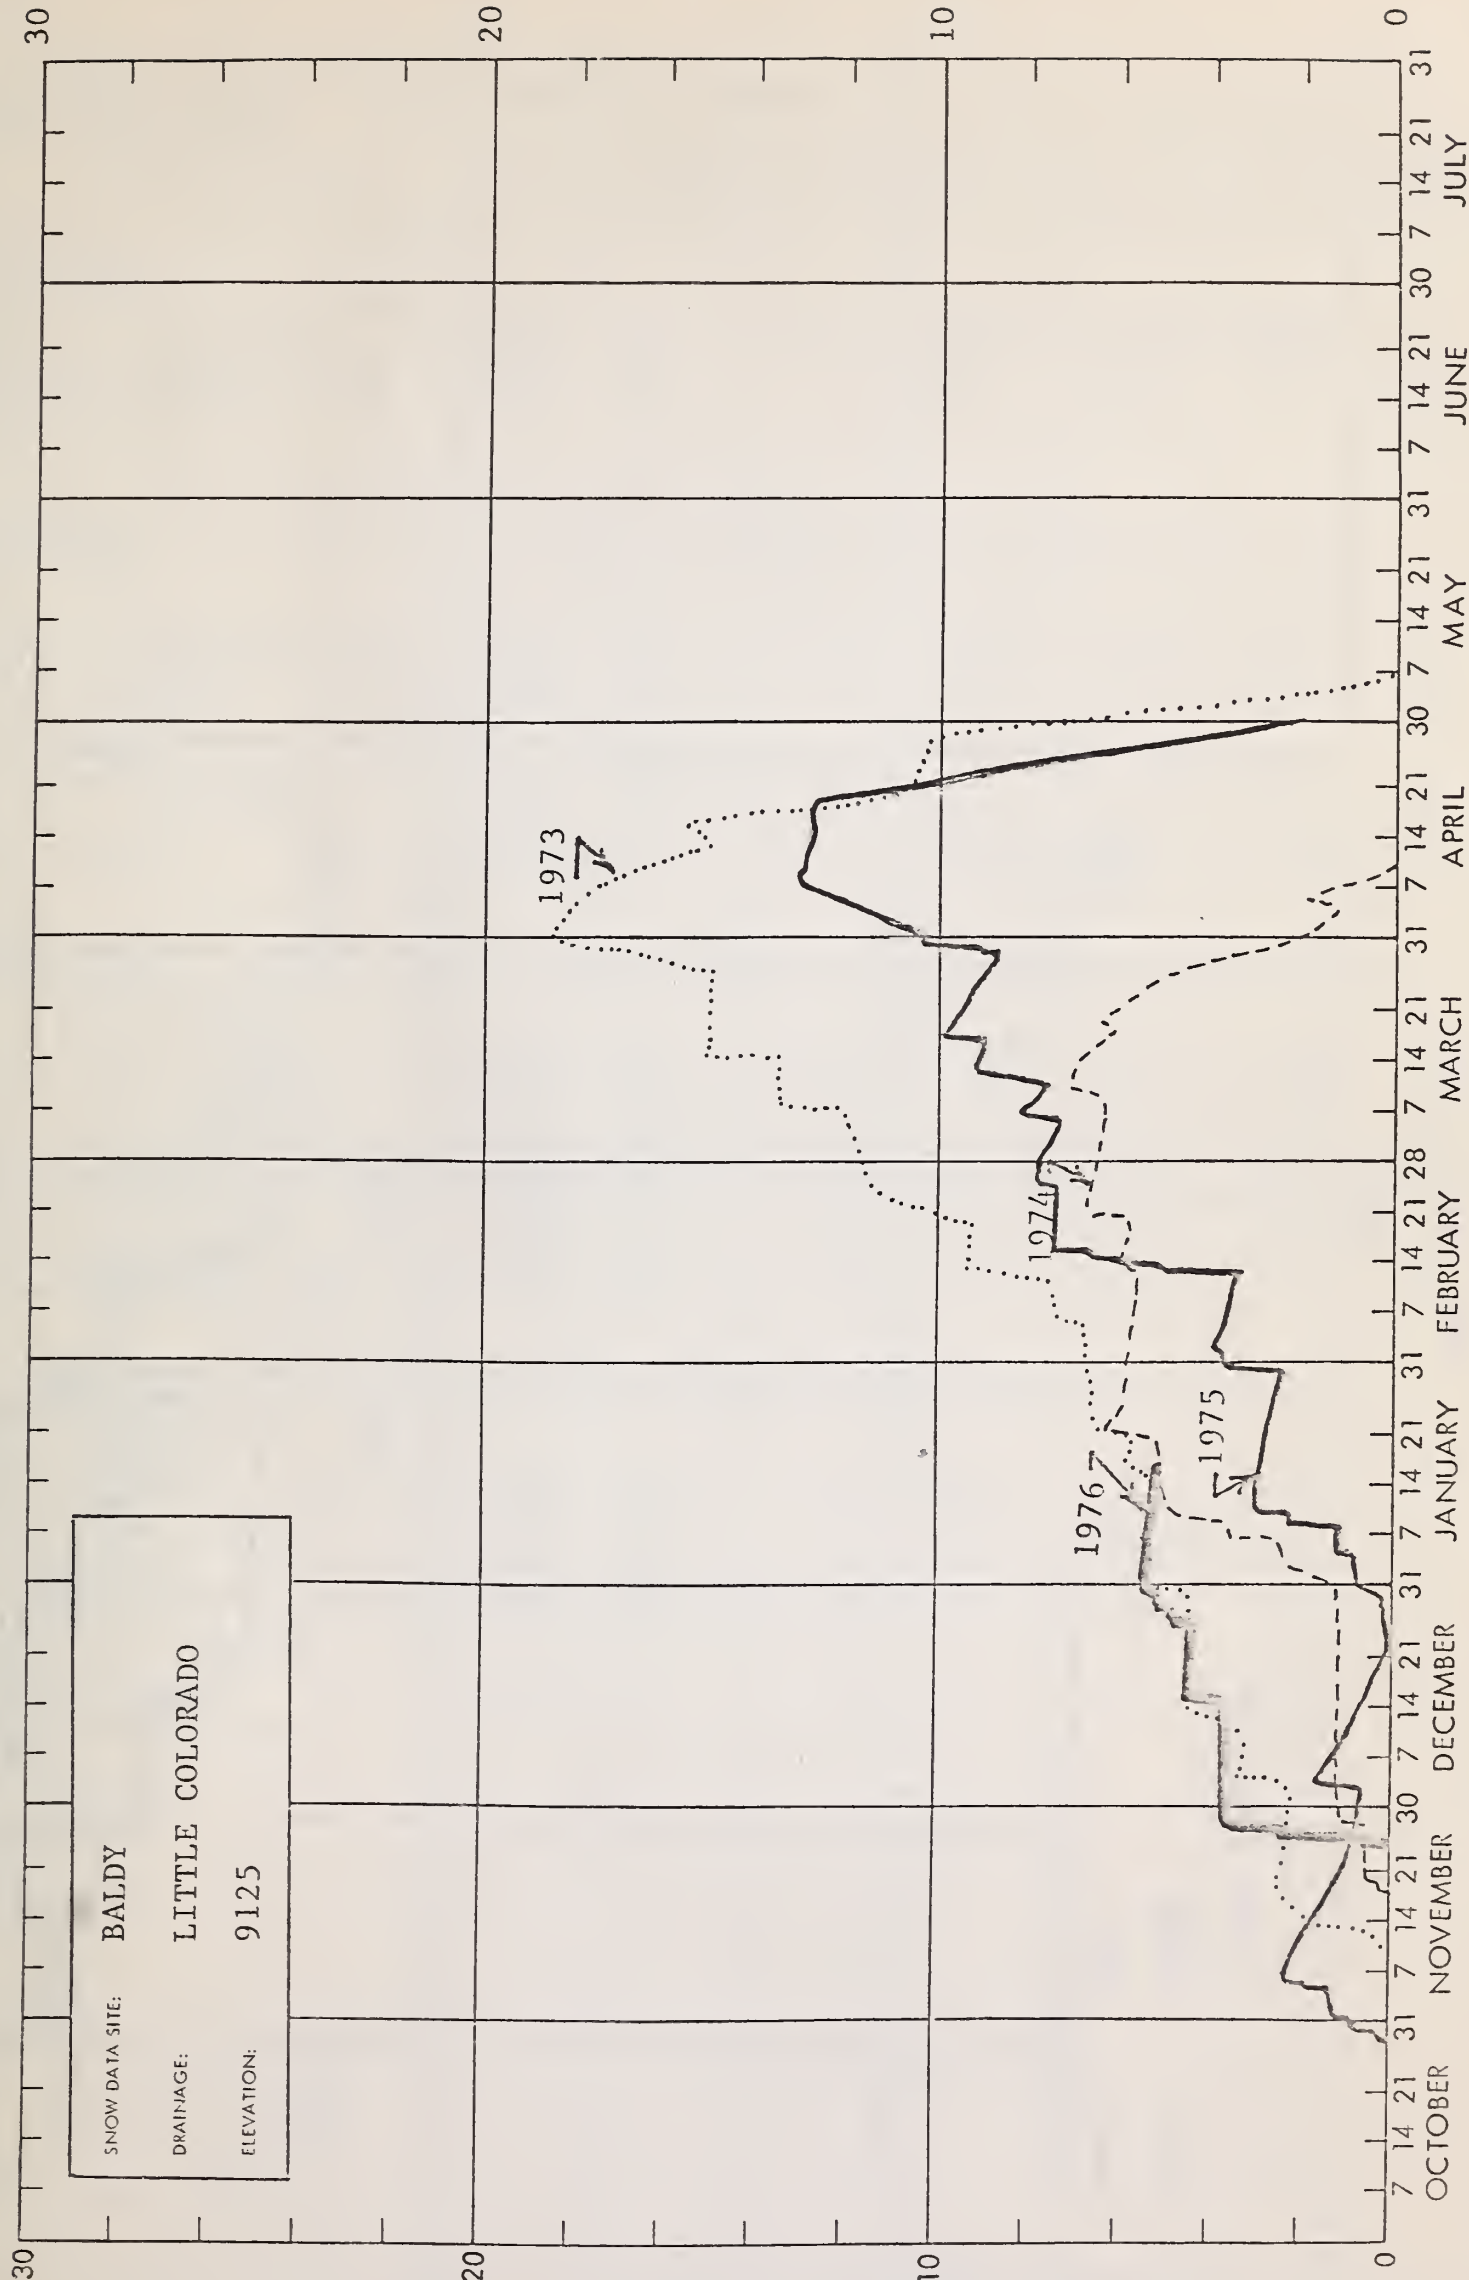 SNOW DATA SITE: BALDY
DRAINAGE: LITTLE COLORADO
ELEVATION: 9125
30
20
10
0
30
20
10
0
1973
1974
1975
1976
7 14 21 31 7 14 21 30 7 14 21 31 7 14 21 31 7 14 21 28 7 14 21 31 7 14 21 30 7 14 21 31 7 14 21 30 7 14 21 31
OCTOBER NOVEMBER DECEMBER JANUARY FEBRUARY MARCH APRIL MAY JUNE JULY